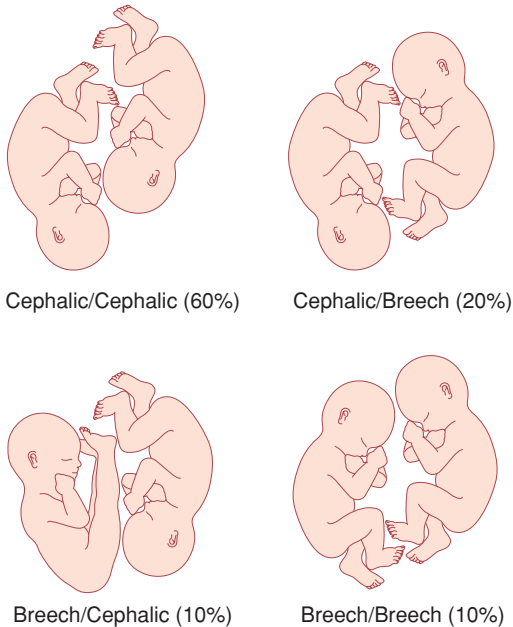 Cephalic/Cephalic (60%)
Cephalic/Breech (20%)
Breech/Cephalic (10%)
Breech/Breech (10%)